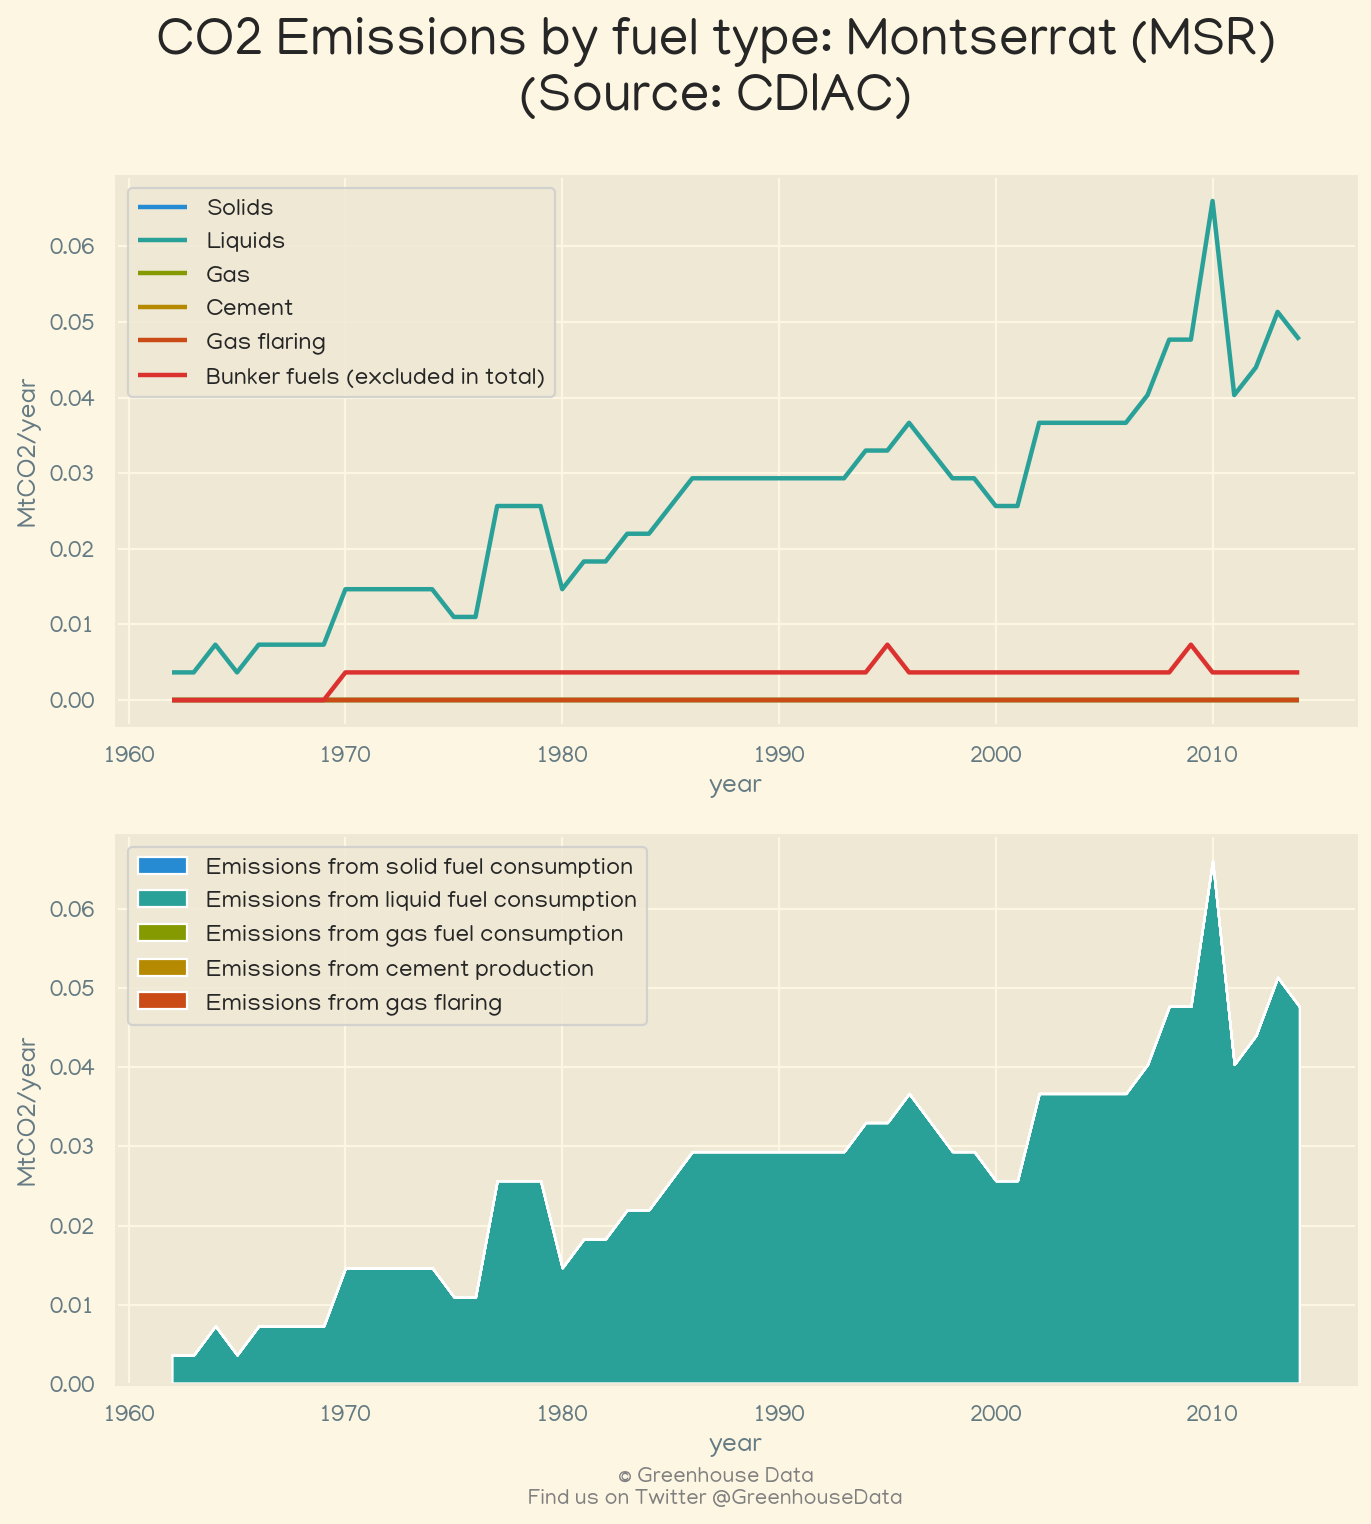 CO2 Emissions by fuel type: Montserrat (MSR)
(Source: CDIAC)
Solids
Liquids
Gas
Cement
Gas flaring
Bunker fuels (excluded in total)
0.06
0.05
0.04
0.03
0.02
0.01
0.00
MtCO2/year
1960 1970 1980 1990 2000 2010
year
Emissions from solid fuel consumption
Emissions from liquid fuel consumption
Emissions from gas fuel consumption
Emissions from cement production
Emissions from gas flaring
0.06
0.05
0.04
0.03
0.02
0.01
0.00
MtCO2/year
1960 1970 1980 1990 2000 2010
year
© Greenhouse Data
Find us on Twitter @GreenhouseData